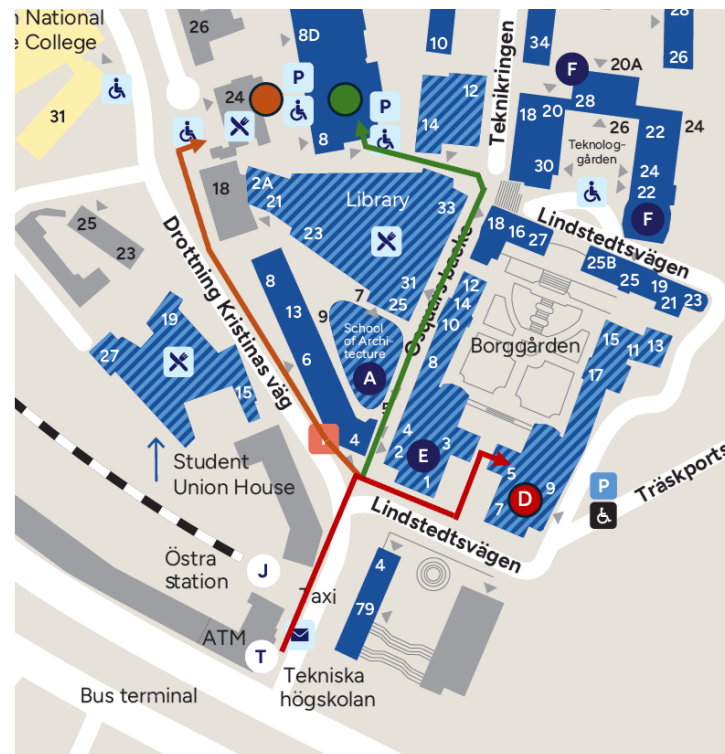 n National
e College
26
8D
P
10
34
28
26
F
20A
31
24
P
8
12
14
28
18
20
26
22
24
Teknikringen
Teknolog-
gården
30
24
22
F
2A
21
18
Library
33
23
31
25
18
16
27
Lindstedtsvägen
25B
25
19
21
23
25
23
Drottning Kristinas väg
8
13
6
7
9
School
of Archi-
tecture
A
5
4
Osquars backe
12
14
10
8
Borggården
15
11
13
17
19
27
15
4
2
E
3
1
5
D
7
9
P
Träskportsv
Student
Union House
Lindstedtsvägen
Östra
station
J
Taxi
4
79
ATM
T
Tekniska
högskolan
Bus terminal